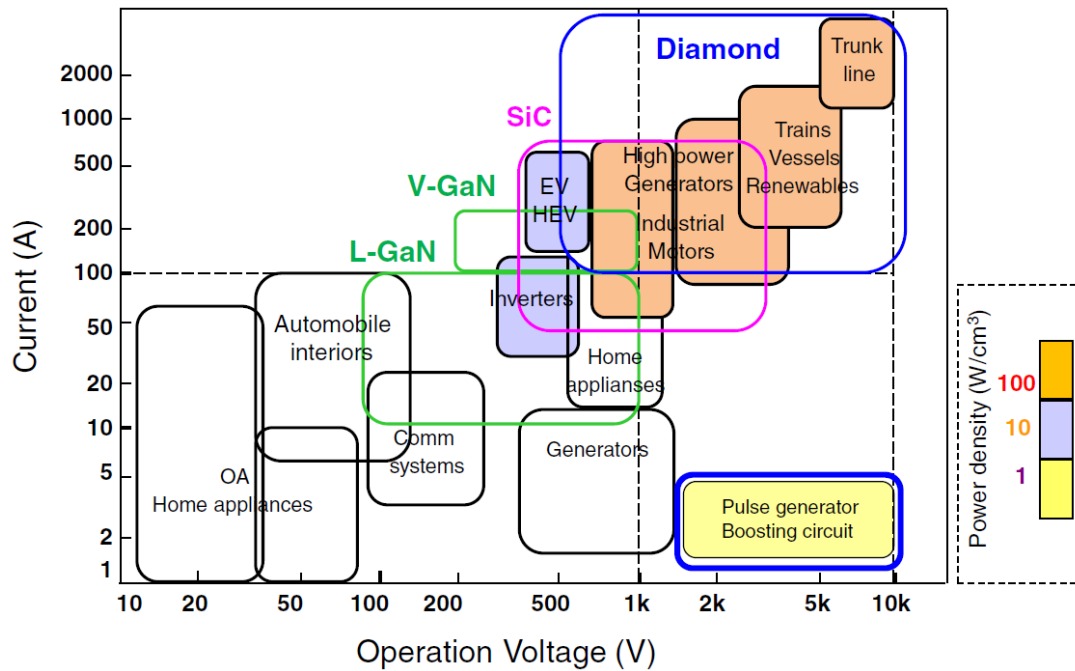 Diamond
Trunk
line
SiC
Trains
Vessels
Renewables
High power
Generators
EV
HEV
V-GaN
Industrial
Motors
L-GaN
Inverters
Automobile
interiors
Home
applianses
Comm
systems
Generators
OA
Home appliances
Pulse generator
Boosting circuit
Current (A)
2000
1000
500
200
100
50
20
10
5
2
1
10
20
50
100
200
500
1k
2k
5k
10k
Operation Voltage (V)
Power density (W/cm³)
100
10
1